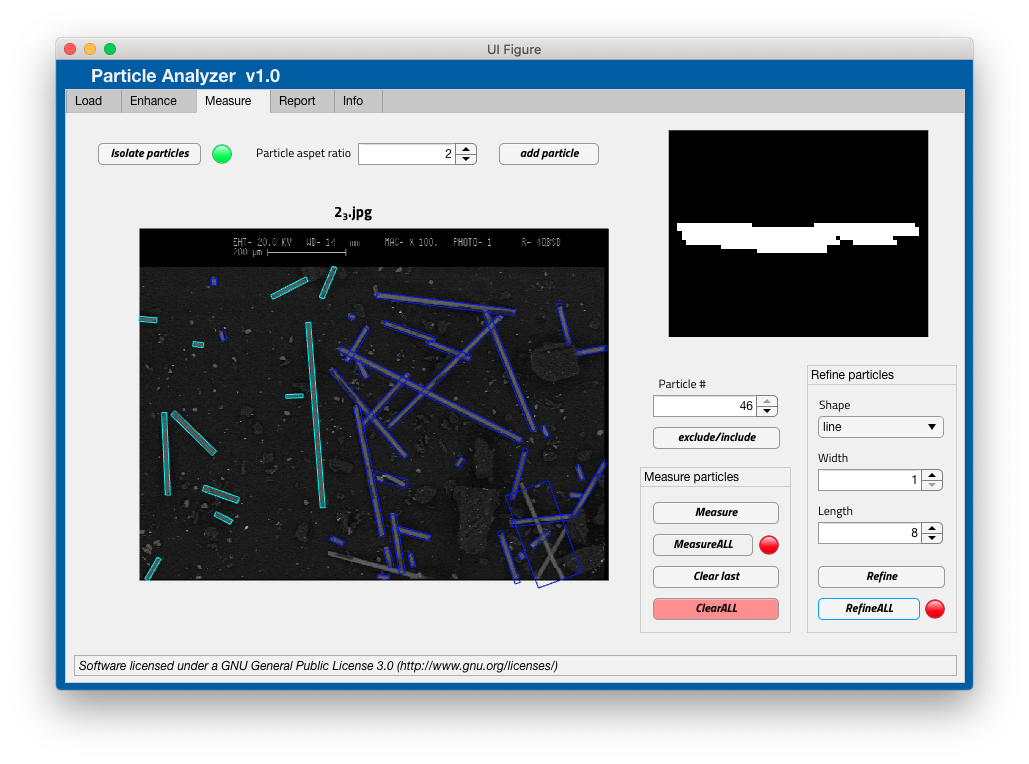 UI Figure
Particle Analyzer v1.0
Load Enhance Measure Report Info
Isolate particles Particle aspet ratio 2 add particle
2₃.jpg
EHT- 20.0 KV WD- 14 mm MAG- X 100. PHOTO- 1
200 µm
Particle #
46
exclude/include
Measure particles
Measure
MeasureALL
Clear last
ClearALL
Refine particles
Shape
line
Width
1
Length
8
Refine
RefineALL
Software licensed under a GNU General Public License 3.0 (http://www.gnu.org/licenses/)